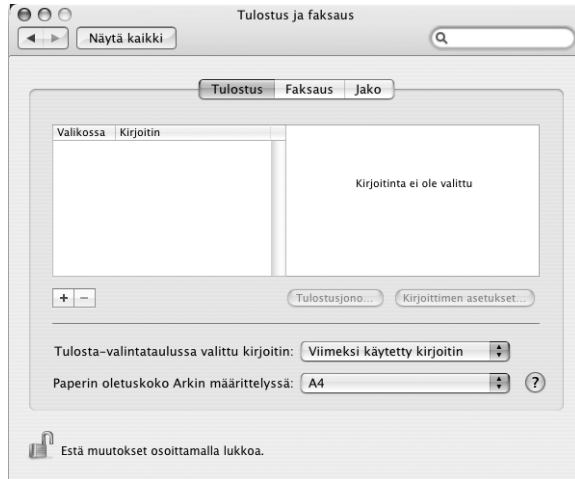 Tulostus ja faksaus
Näytä kaikki
Tulostus Faksaus Jako
Valikossa Kirjoitin
Kirjoitinta ei ole valittu
+ −
Tulostusjono... Kirjoittimen asetukset...
Tulosta-valintataulussa valittu kirjoitin: Viimeksi käytetty kirjoitin
Paperin oletuskoko Arkin määrittelyssä: A4 ?
Estä muutokset osoittamalla lukkoa.